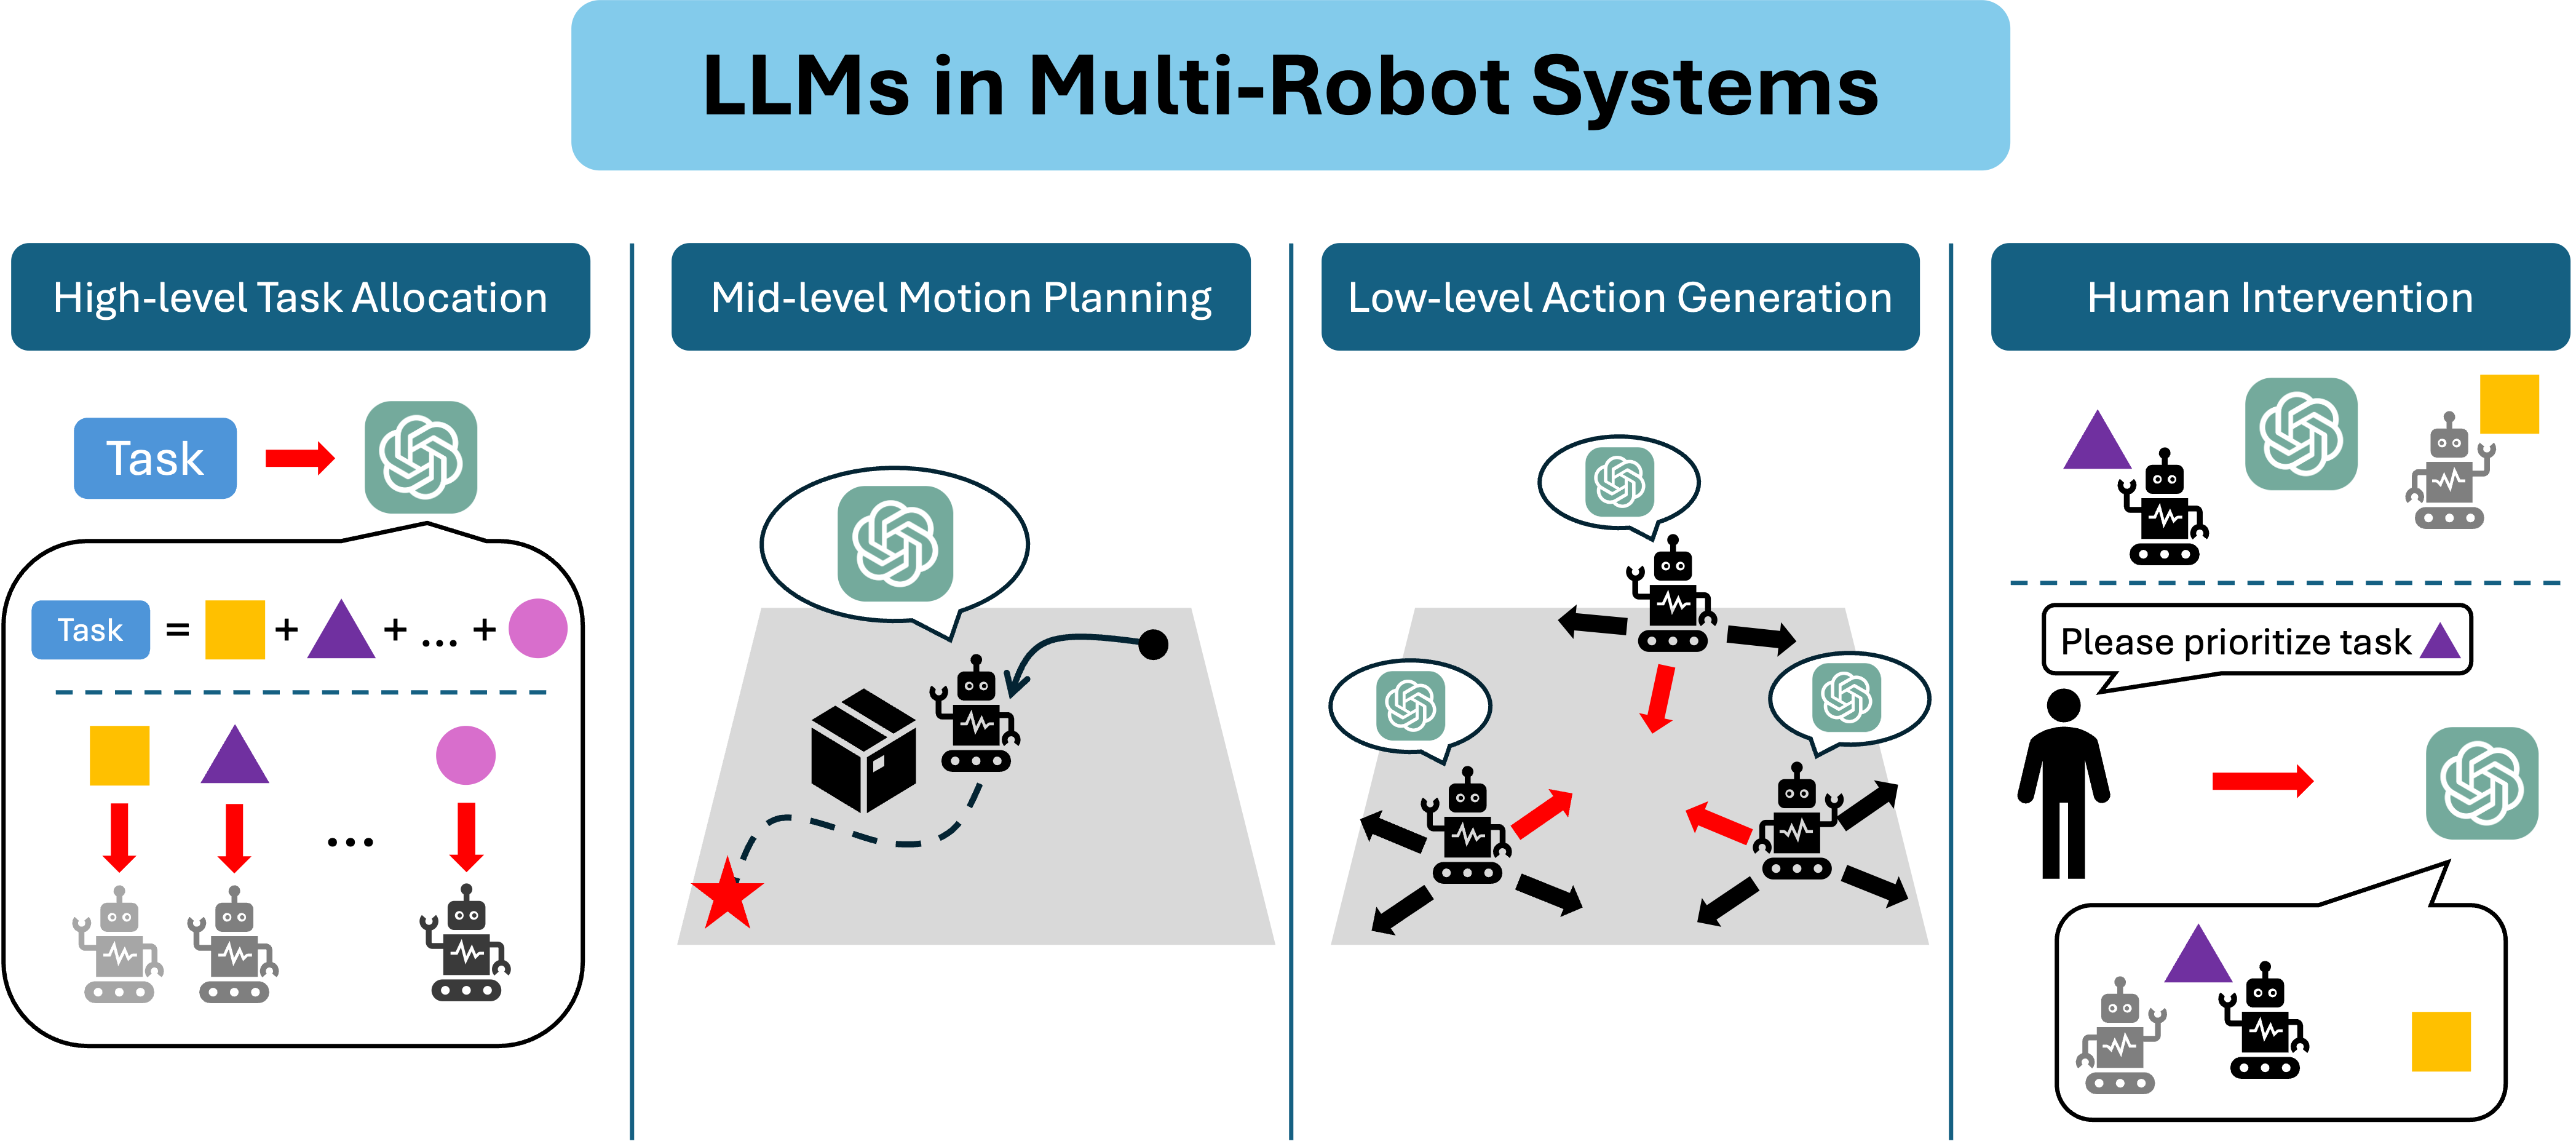 LLMs in Multi-Robot Systems
High-level Task Allocation
Mid-level Motion Planning
Low-level Action Generation
Human Intervention
Task
Task = + + ... +
...
Please prioritize task